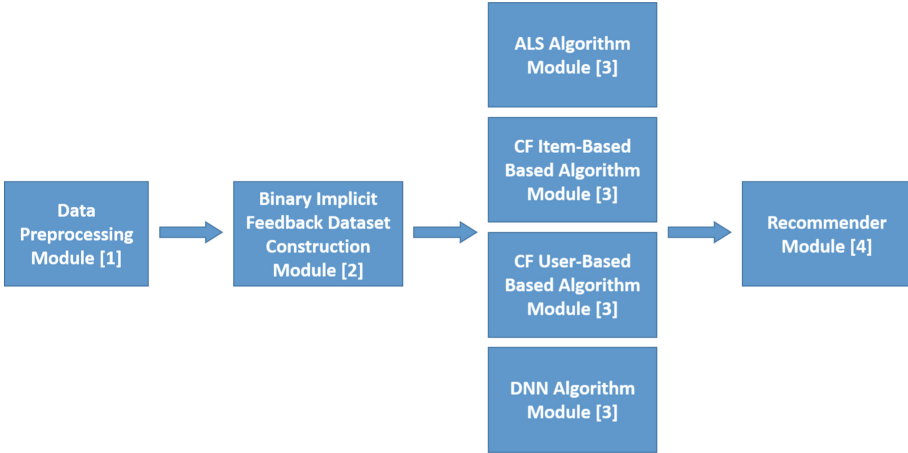 Data
Preprocessing
Module [1]
Binary Implicit
Feedback Dataset
Construction
Module [2]
ALS Algorithm
Module [3]
CF Item-Based
Based Algorithm
Module [3]
CF User-Based
Based Algorithm
Module [3]
DNN Algorithm
Module [3]
Recommender
Module [4]